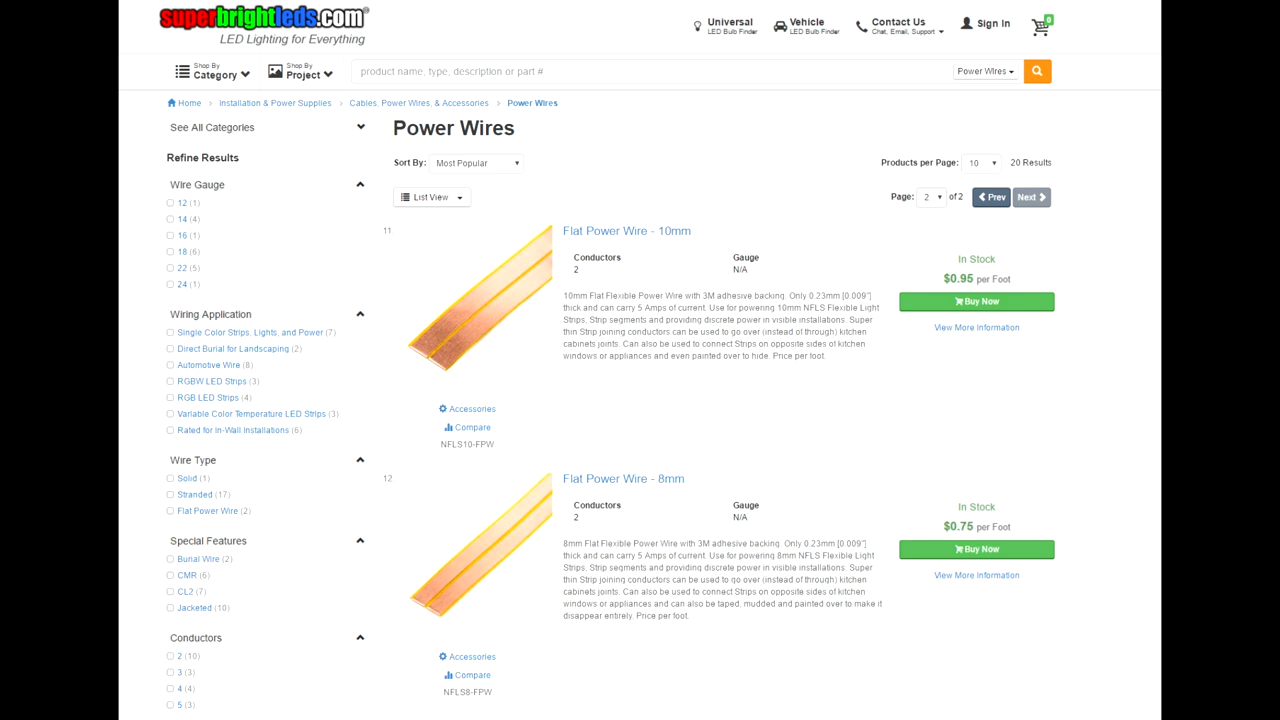 superbrightleds.com®
LED Lighting for Everything
Universal
LED Bulb Finder
Vehicle
LED Bulb Finder
Contact Us
Chat, Email, Support
Sign In
0
Shop By
Category
Shop By
Project
product name, type, description or part #
Power Wires
Home
Installation & Power Supplies
Cables, Power Wires, & Accessories
Power Wires
See All Categories
Refine Results
Wire Gauge
12 (1)
14 (4)
16 (1)
18 (6)
22 (5)
24 (1)
Wiring Application
Single Color Strips, Lights, and Power (7)
Direct Burial for Landscaping (2)
Automotive Wire (8)
RGBW LED Strips (3)
RGB LED Strips (4)
Variable Color Temperature LED Strips (3)
Rated for In-Wall Installations (6)
Wire Type
Solid (1)
Stranded (17)
Flat Power Wire (2)
Special Features
Burial Wire (2)
CMR (6)
CL2 (7)
Jacketed (10)
Conductors
2 (10)
3 (3)
4 (4)
5 (3)
Power Wires
Sort By: Most Popular
Products per Page: 10 20 Results
List View
Page: 2 of 2 Prev Next
11.
Flat Power Wire - 10mm
Conductors Gauge
2 N/A
10mm Flat Flexible Power Wire with 3M adhesive backing. Only 0.23mm [0.009"]
thick and can carry 5 Amps of current. Use for powering 10mm NFLS Flexible Light
Strips, Strip segments and providing discrete power in visible installations. Super
thin Strip joining conductors can be used to go over (instead of through) kitchen
cabinets joints. Can also be used to connect Strips on opposite sides of kitchen
windows or appliances and even painted over to hide. Price per foot.
In Stock
$0.95 per Foot
Buy Now
View More Information
Accessories
Compare
NFLS10-FPW
12.
Flat Power Wire - 8mm
Conductors Gauge
2 N/A
8mm Flat Flexible Power Wire with 3M adhesive backing. Only 0.23mm [0.009"]
thick and can carry 5 Amps of current. Use for powering 8mm NFLS Flexible Light
Strips, Strip segments and providing discrete power in visible installations. Super
thin Strip joining conductors can be used to go over (instead of through) kitchen
cabinets joints. Can also be used to connect Strips on opposite sides of kitchen
windows or appliances and can also be taped, mudded and painted over to make it
disappear entirely. Price per foot.
In Stock
$0.75 per Foot
Buy Now
View More Information
Accessories
Compare
NFLS8-FPW